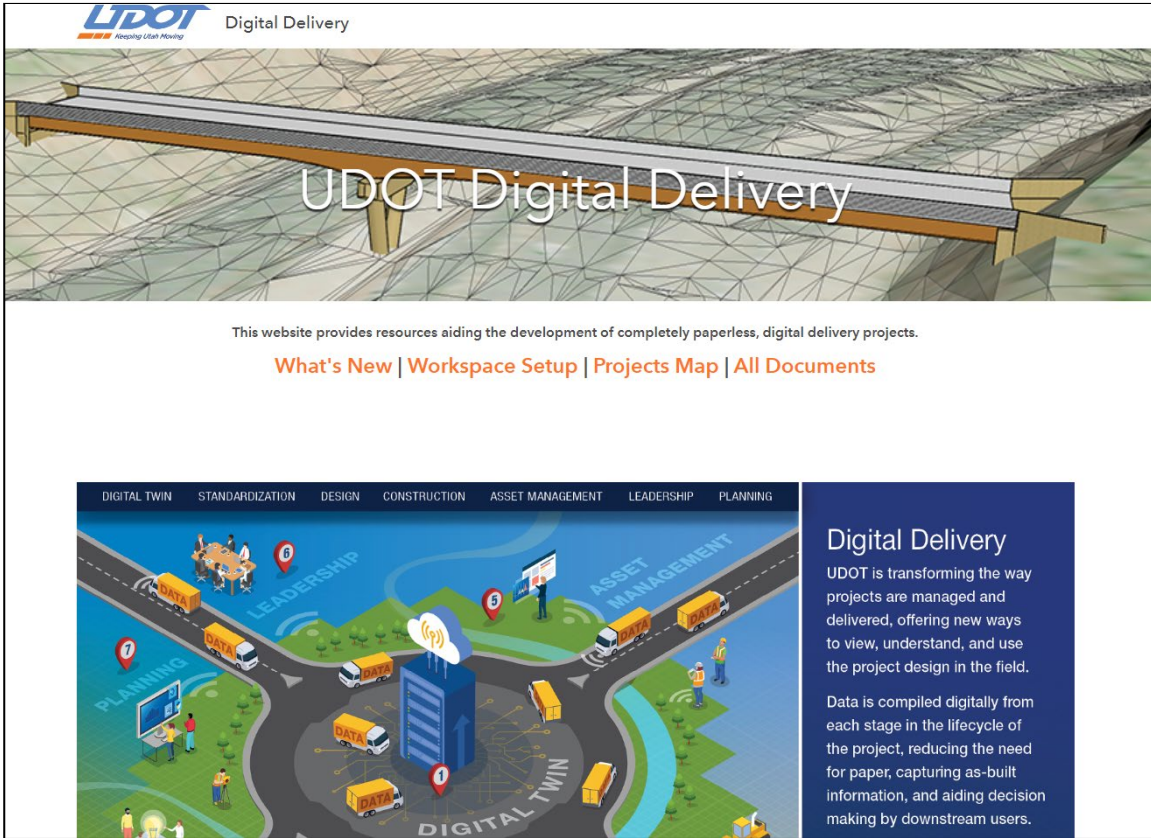 UDOT
Keeping Utah Moving
Digital Delivery
UDOT Digital Delivery
This website provides resources aiding the development of completely paperless, digital delivery projects.
What's New | Workspace Setup | Projects Map | All Documents
DIGITAL TWIN STANDARDIZATION DESIGN CONSTRUCTION ASSET MANAGEMENT LEADERSHIP PLANNING
6
LEADERSHIP
5
ASSET
MANAGEMENT
DATA
DATA
DATA
DATA
DATA
7
PLANNING
DATA
DATA
DATA
DATA
1
DIGITAL TWIN
Digital Delivery
UDOT is transforming the way
projects are managed and
delivered, offering new ways
to view, understand, and use
the project design in the field.
Data is compiled digitally from
each stage in the lifecycle of
the project, reducing the need
for paper, capturing as-built
information, and aiding decision
making by downstream users.